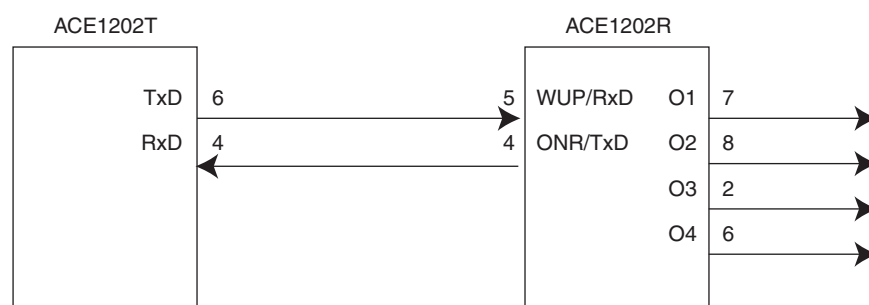 ACE1202T ACE1202R
TxD 6 5 WUP/RxD O1 7
RxD 4 4 ONR/TxD O2 8
O3 2
O4 6